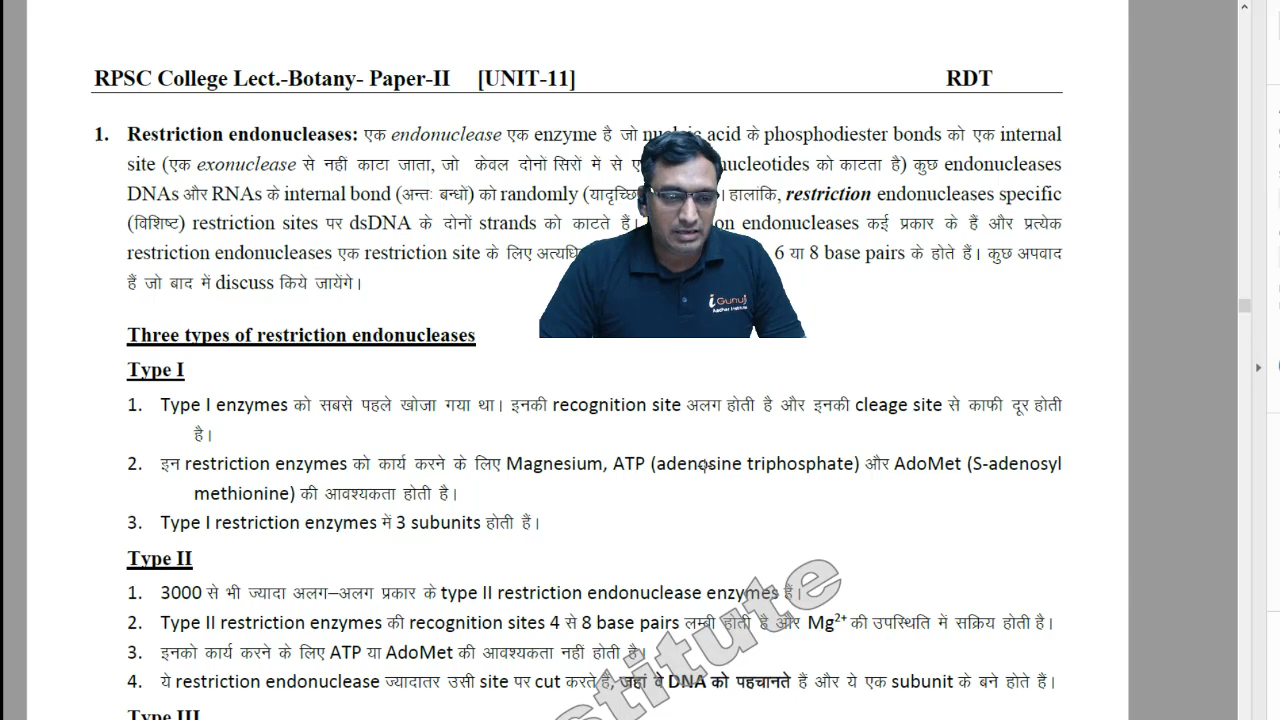 RPSC College Lect.-Botany- Paper-II [UNIT-11] RDT
1. Restriction endonucleases: एक endonuclease एक enzyme है जो acid के phosphodiester bonds को एक internal
site (एक exonuclease से नहीं काटा जाता, जो केवल दोनों सिरों में से nucleotides को काटता है) कुछ endonucleases
DNAs और RNAs के internal bond (अन्तः बन्धों) को randomly । हालांकि, restriction endonucleases specific
(विशिष्ट) restriction sites पर dsDNA के दोनों strands को काटते हैं। endonucleases कई प्रकार के हैं और प्रत्येक
restriction endonucleases एक restriction site के लिए 6 या 8 base pairs के होते हैं। कुछ अपवाद
हैं जो बाद में discuss किये जायेंगे।
Three types of restriction endonucleases
Type I
1. Type I enzymes को सबसे पहले खोजा गया था। इनकी recognition site अलग होती है और इनकी cleage site से काफी दूर होती
है।
2. इन restriction enzymes को कार्य करने के लिए Magnesium, ATP (adenosine triphosphate) और AdoMet (S-adenosyl
methionine) की आवश्यकता होती है।
3. Type I restriction enzymes में 3 subunits होती हैं।
Type II
1. 3000 से भी ज्यादा अलग–अलग प्रकार के type II restriction endonuclease enzymes हैं।
2. Type II restriction enzymes की recognition sites 4 से 8 base pairs लम्बी होती है और Mg²⁺ की उपस्थिति में सक्रिय होती है।
3. इनको कार्य करने के लिए ATP या AdoMet की आवश्यकता नहीं होती है।
4. ये restriction endonuclease ज्यादातर उसी site पर cut करते है, जहां वे DNA को पहचानते हैं और ये एक subunit के बने होते हैं।
Type III
iGunuji
Aadhar Institute